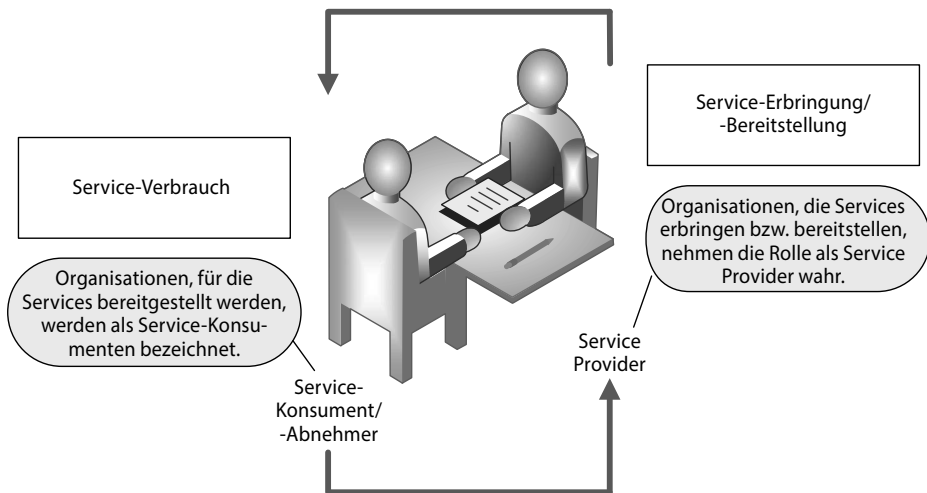 Service-Verbrauch
Organisationen, für die
Services bereitgestellt werden,
werden als Service-Konsu-
menten bezeichnet.
Service-
Konsument/
-Abnehmer
Service-Erbringung/
-Bereitstellung
Organisationen, die Services
erbringen bzw. bereitstellen,
nehmen die Rolle als Service
Provider wahr.
Service
Provider